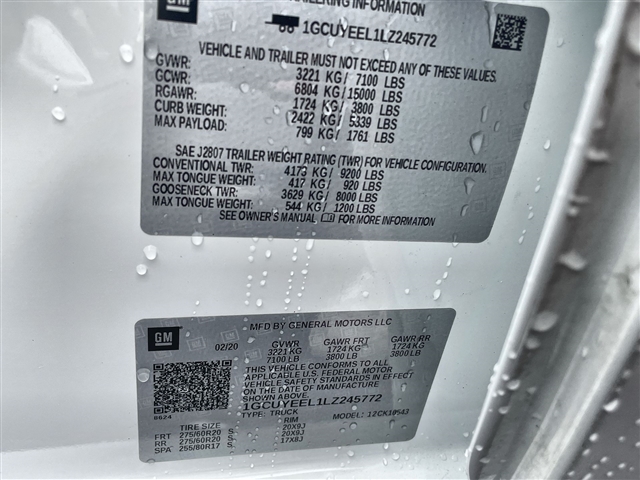 GM
TRAILERING INFORMATION
1GCUYEEL1LZ245772
VEHICLE AND TRAILER MUST NOT EXCEED ANY OF THESE VALUES.
GVWR: 3221 KG/ 7100 LBS
GCWR: 6804 KG/15000 LBS
RGAWR: 1724 KG/ 3800 LBS
CURB WEIGHT: 2422 KG/ 5339 LBS
MAX PAYLOAD: 799 KG/ 1761 LBS
SAE J2807 TRAILER WEIGHT RATING (TWR) FOR VEHICLE CONFIGURATION.
CONVENTIONAL TWR: 4173 KG/ 9200 LBS
MAX TONGUE WEIGHT: 417 KG/ 920 LBS
GOOSENECK TWR: 3629 KG/ 8000 LBS
MAX TONGUE WEIGHT: 544 KG/ 1200 LBS
SEE OWNER'S MANUAL FOR MORE INFORMATION
GM
MFD BY GENERAL MOTORS LLC
02/20 GVWR GAWR FRT GAWR RR
3221 KG 1724 KG 1724 KG
7100 LB 3800 LB 3800 LB
THIS VEHICLE CONFORMS TO ALL
APPLICABLE U.S. FEDERAL MOTOR
VEHICLE SAFETY STANDARDS IN
EFFECT ON THE DATE OF MANUFACTURE
SHOWN ABOVE.
1GCUYEEL1LZ245772
8624 TYPE: TRUCK MODEL: 12CK10543
TIRE SIZE RIM
FRT 275/60R20 S 20X9J
RR 275/60R20 S 20X9J
SPA 255/80R17 S 17X8J